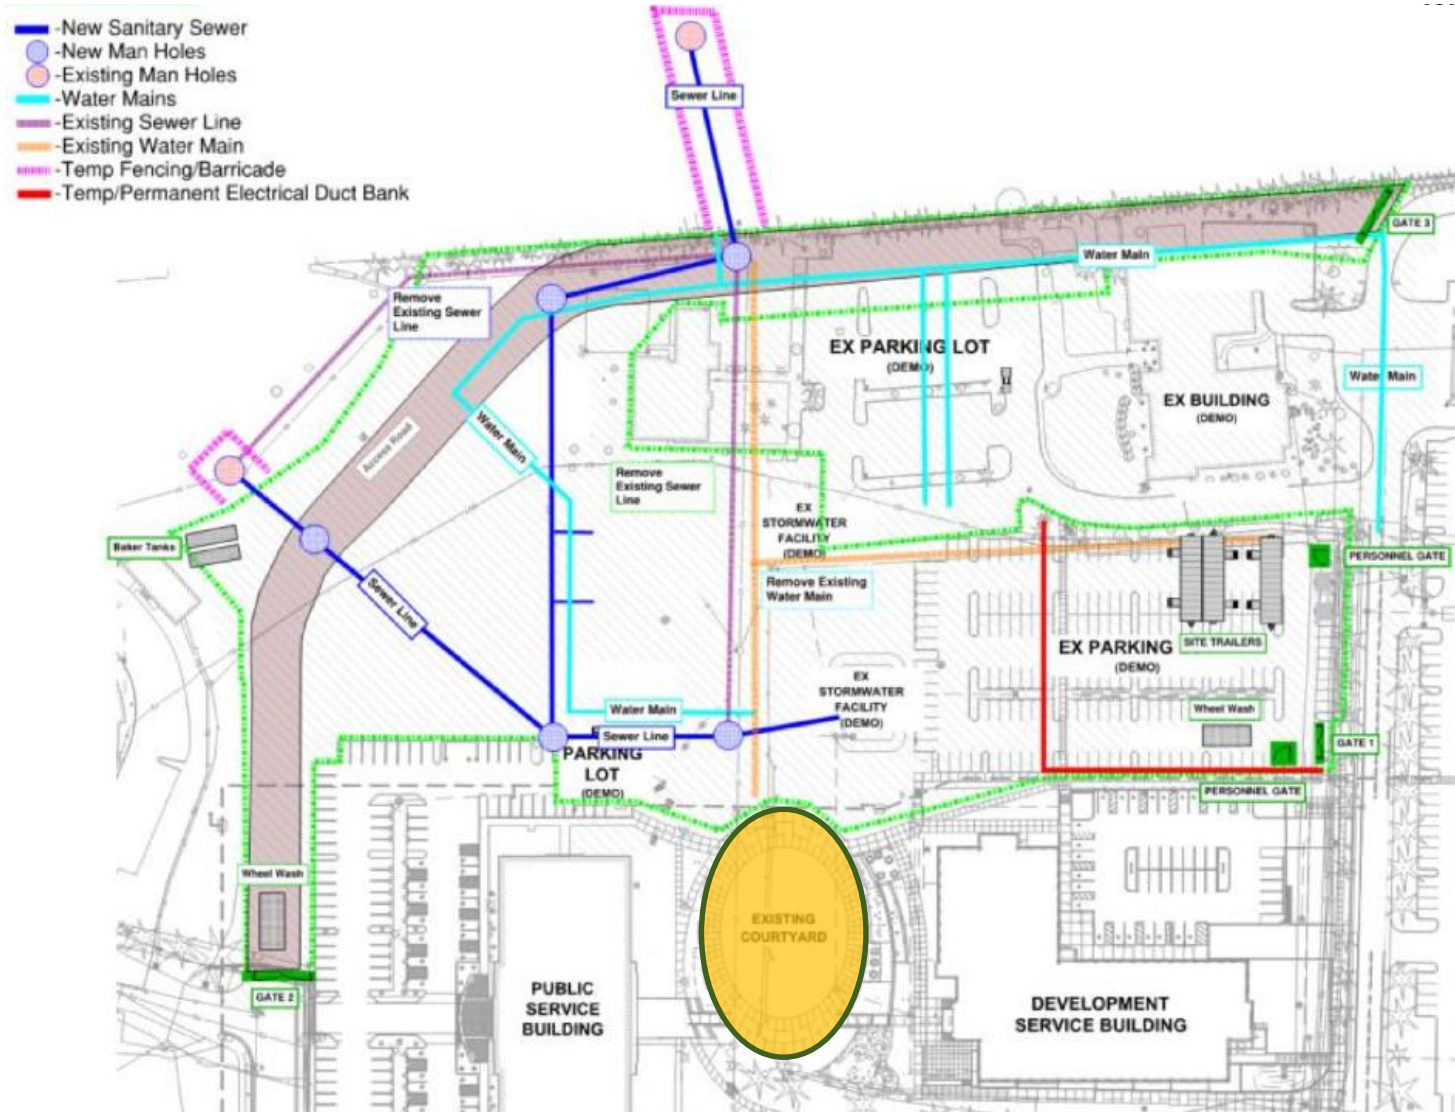 -New Sanitary Sewer
-New Man Holes
-Existing Man Holes
-Water Mains
-Existing Sewer Line
-Existing Water Main
-Temp Fencing/Barricade
-Temp/Permanent Electrical Duct Bank
Sewer Line
GATE 3
Water Main
Remove
Existing Sewer
Line
EX PARKING LOT
(DEMO)
Water Main
EX BUILDING
(DEMO)
Water Main
Access Road
Remove
Existing Sewer
Line
EX
STORMWATER
FACILITY
(DEMO)
Baker Tanks
PERSONNEL GATE
Remove Existing
Water Main
Sewer Line
EX PARKING
(DEMO)
SITE TRAILERS
EX
STORMWATER
FACILITY
(DEMO)
Water Main
Wheel Wash
Sewer Line
GATE 1
PARKING
LOT
(DEMO)
PERSONNEL GATE
Wheel Wash
EXISTING
COURTYARD
GATE 2
PUBLIC
SERVICE
BUILDING
DEVELOPMENT
SERVICE BUILDING